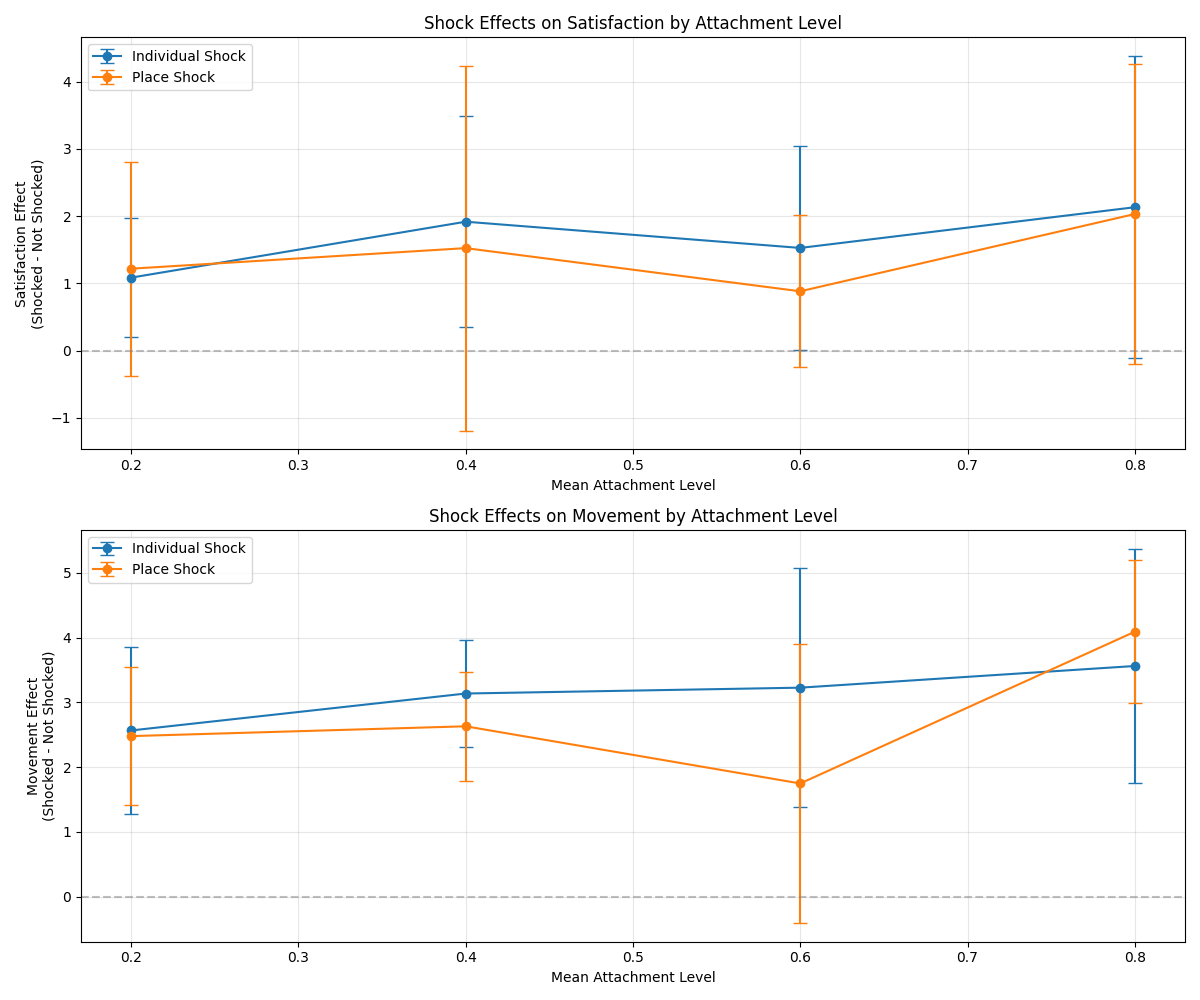 Shock Effects on Satisfaction by Attachment Level
Individual Shock
Place Shock
Satisfaction Effect
(Shocked - Not Shocked)
4
3
2
1
0
−1
0.2 0.3 0.4 0.5 0.6 0.7 0.8
Mean Attachment Level
Shock Effects on Movement by Attachment Level
Individual Shock
Place Shock
Movement Effect
(Shocked - Not Shocked)
5
4
3
2
1
0
0.2 0.3 0.4 0.5 0.6 0.7 0.8
Mean Attachment Level